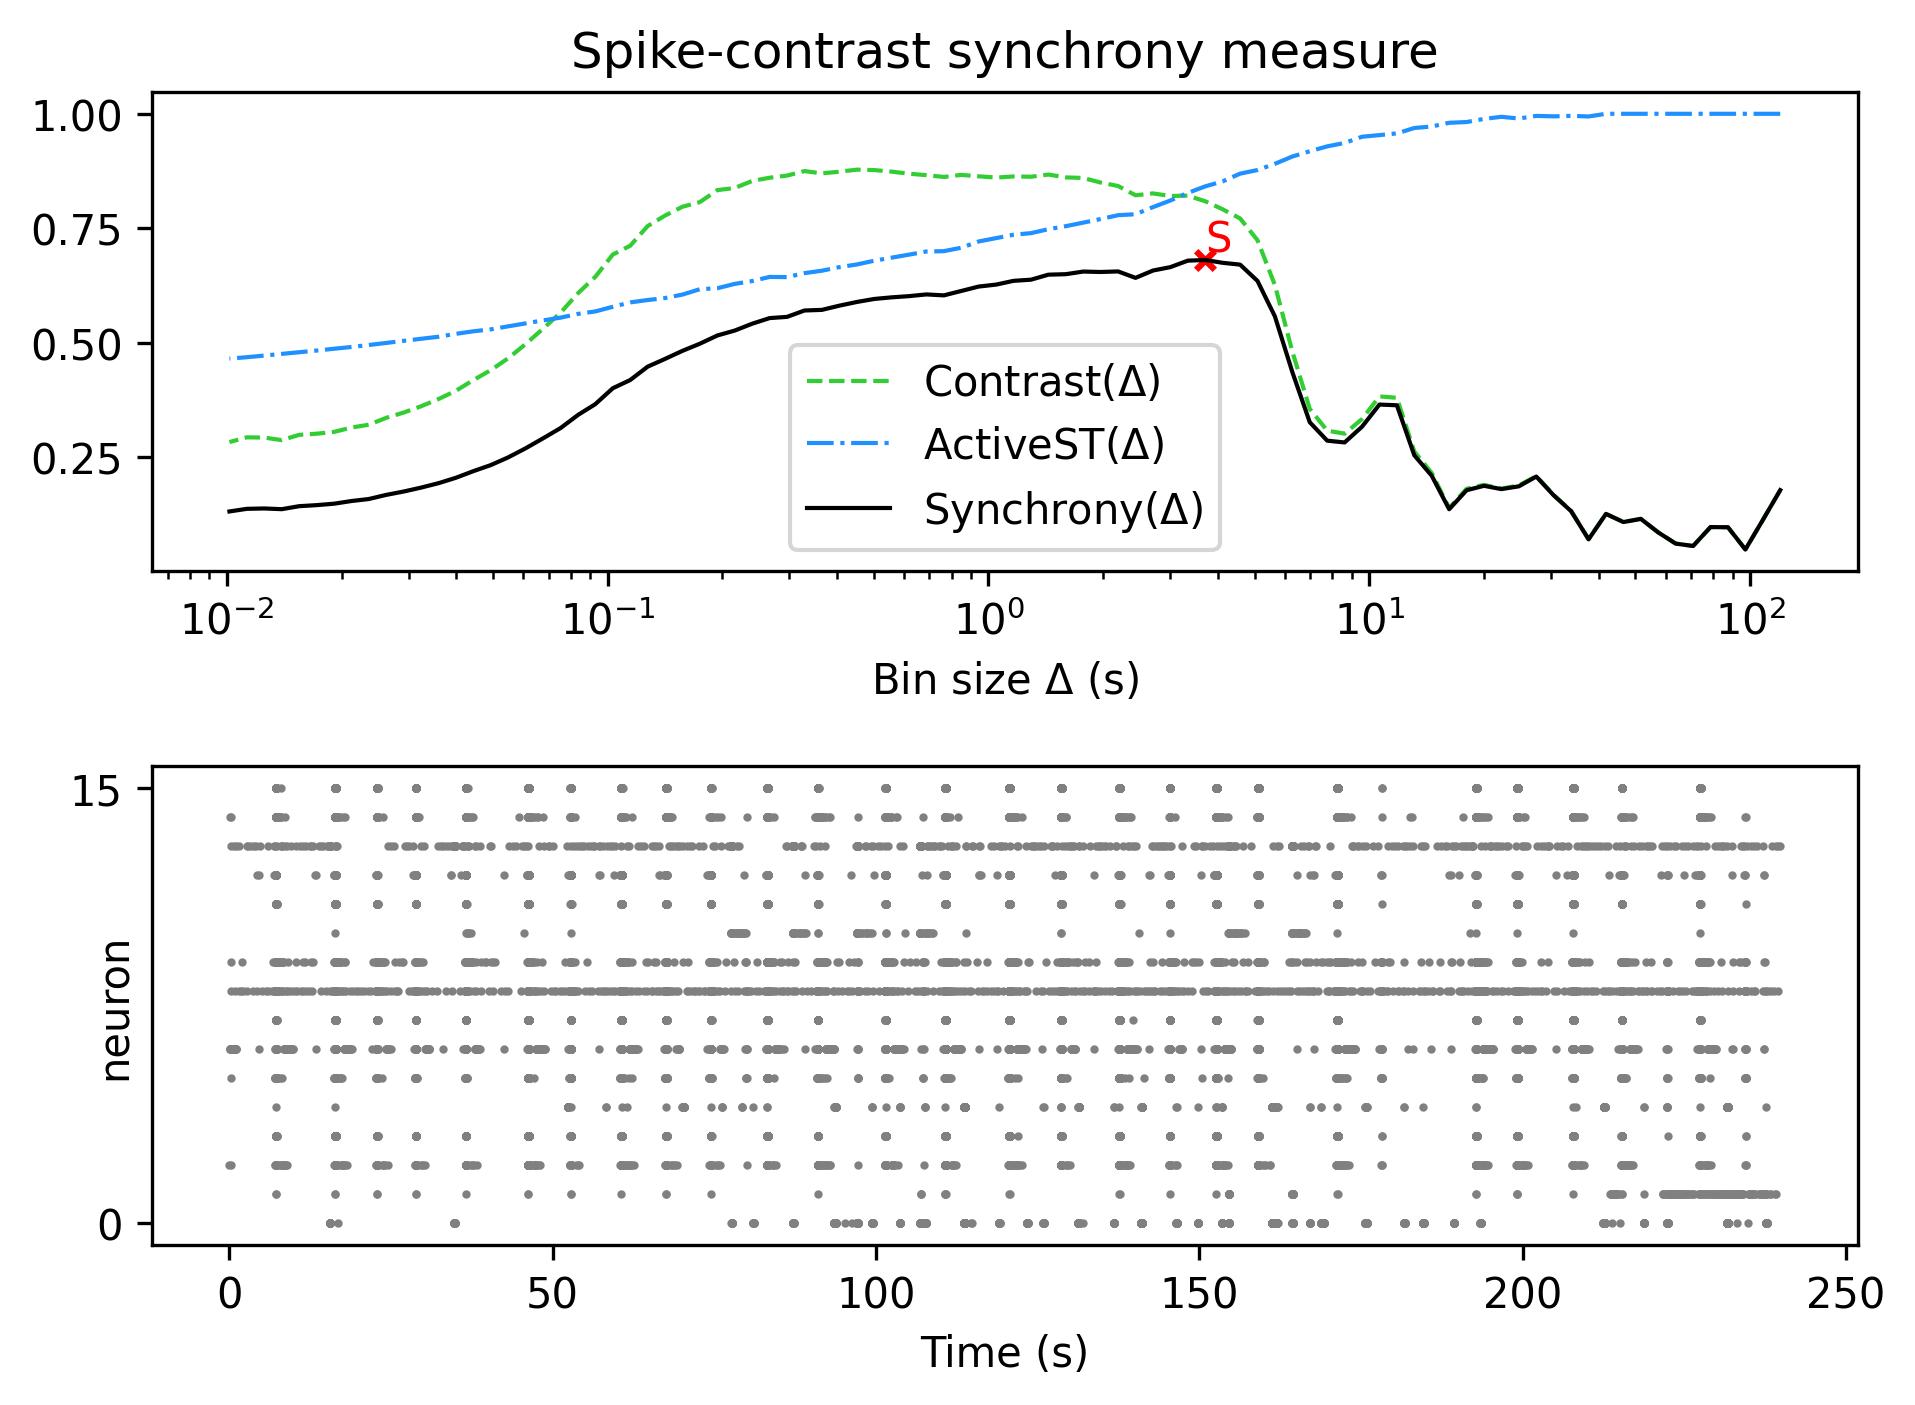 Spike-contrast synchrony measure
1.00
0.75
0.50
0.25
S
Contrast(Δ)
ActiveST(Δ)
Synchrony(Δ)
10⁻² 10⁻¹ 10⁰ 10¹ 10²
Bin size Δ (s)
15
0
neuron
0 50 100 150 200 250
Time (s)